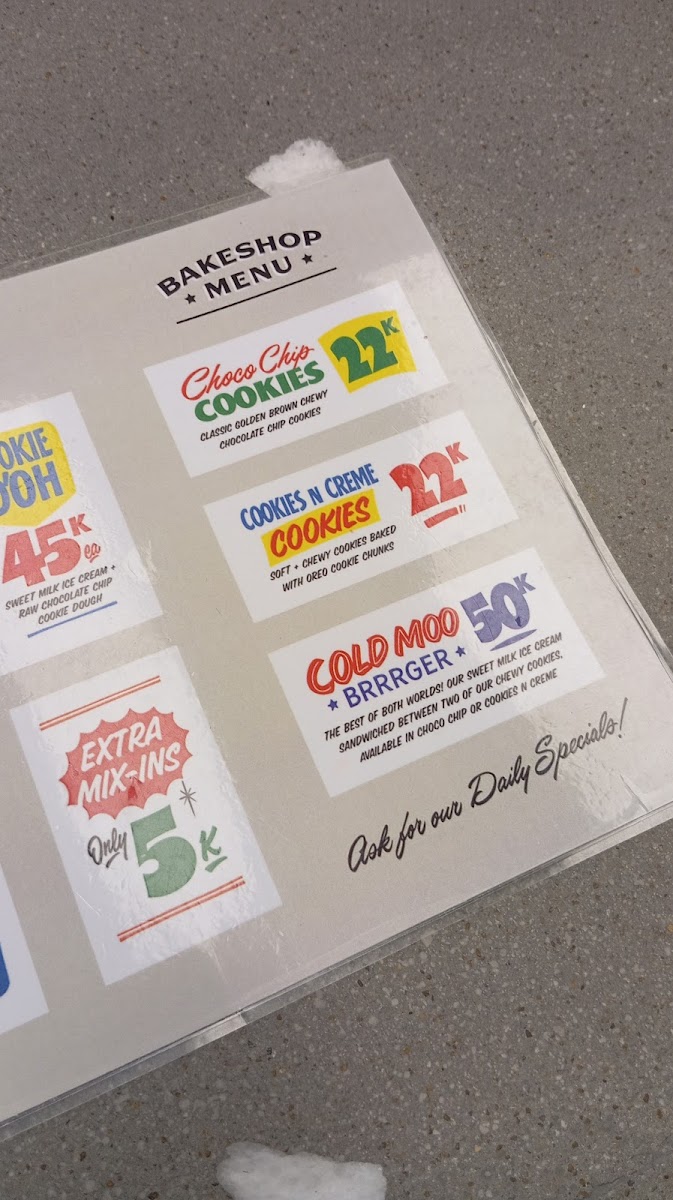 BAKESHOP
MENU
Choco Chip
COOKIES
22K
CLASSIC GOLDEN BROWN CHEWY
CHOCOLATE CHIP COOKIES
COOKIES N CREME
COOKIES
22K
SOFT + CHEWY COOKIES BAKED
WITH OREO COOKIE CHUNKS
COLD MOO
BRRRGER
50K
THE BEST OF BOTH WORLDS! OUR SWEET MILK ICE CREAM
SANDWICHED BETWEEN TWO OF OUR CHEWY COOKIES,
AVAILABLE IN CHOCO CHIP OR COOKIES N CREME
Ask for our Daily Specials!
OKIE
D'OH
45K ea
SWEET MILK ICE CREAM +
RAW CHOCOLATE CHIP
COOKIE DOUGH
EXTRA
MIX-INS
Only 5K